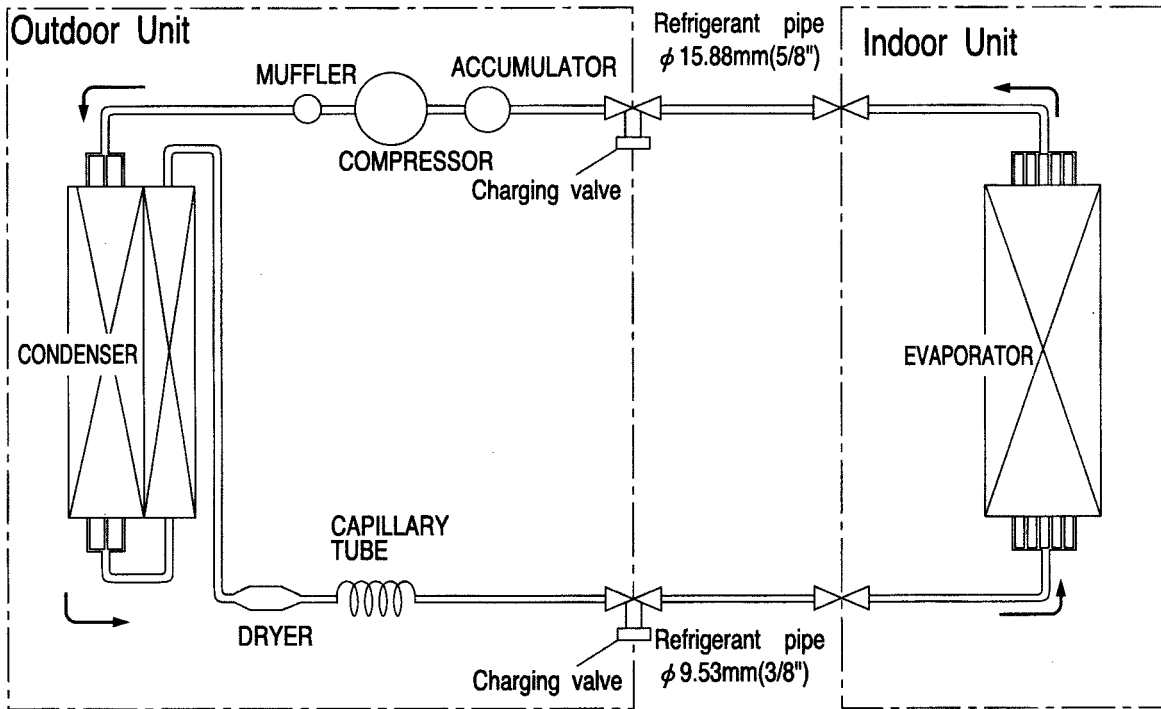 Outdoor Unit
Refrigerant pipe
φ 15.88mm(5/8")
Indoor Unit
MUFFLER
ACCUMULATOR
COMPRESSOR
Charging valve
CONDENSER
EVAPORATOR
CAPILLARY
TUBE
DRYER
Charging valve
Refrigerant pipe
φ 9.53mm(3/8")